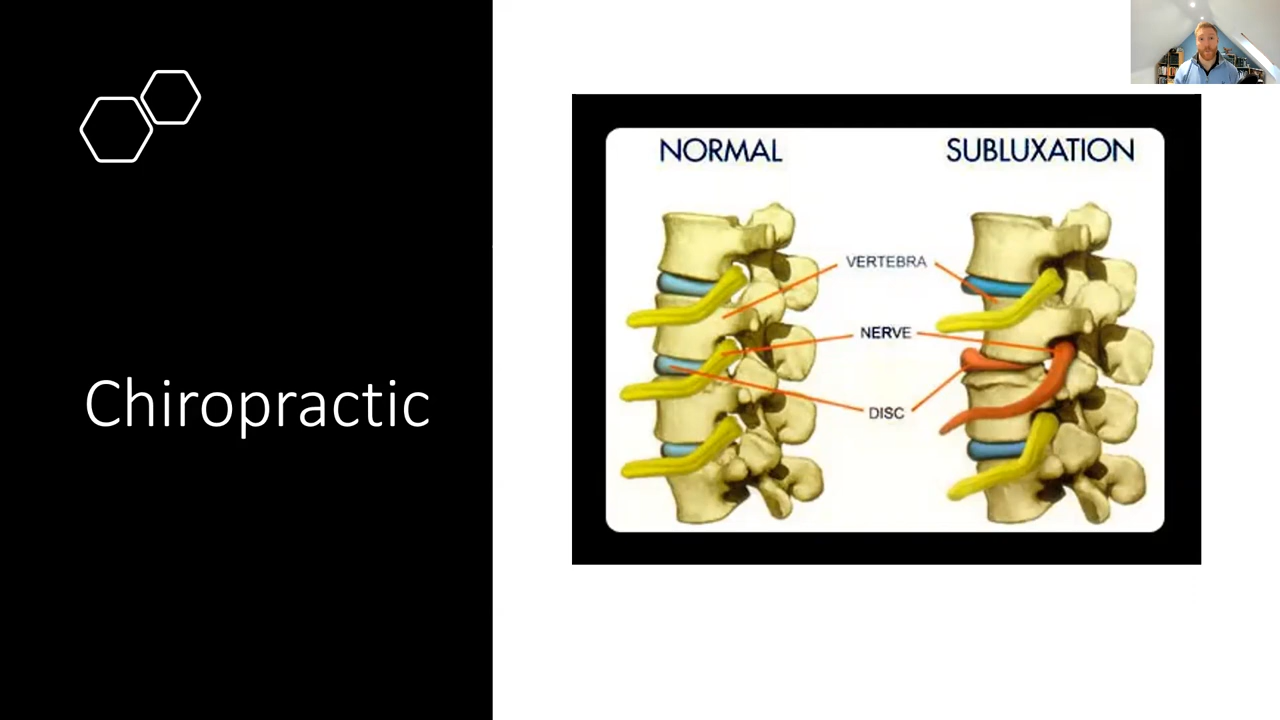 Chiropractic
NORMAL
SUBLUXATION
VERTEBRA
NERVE
DISC